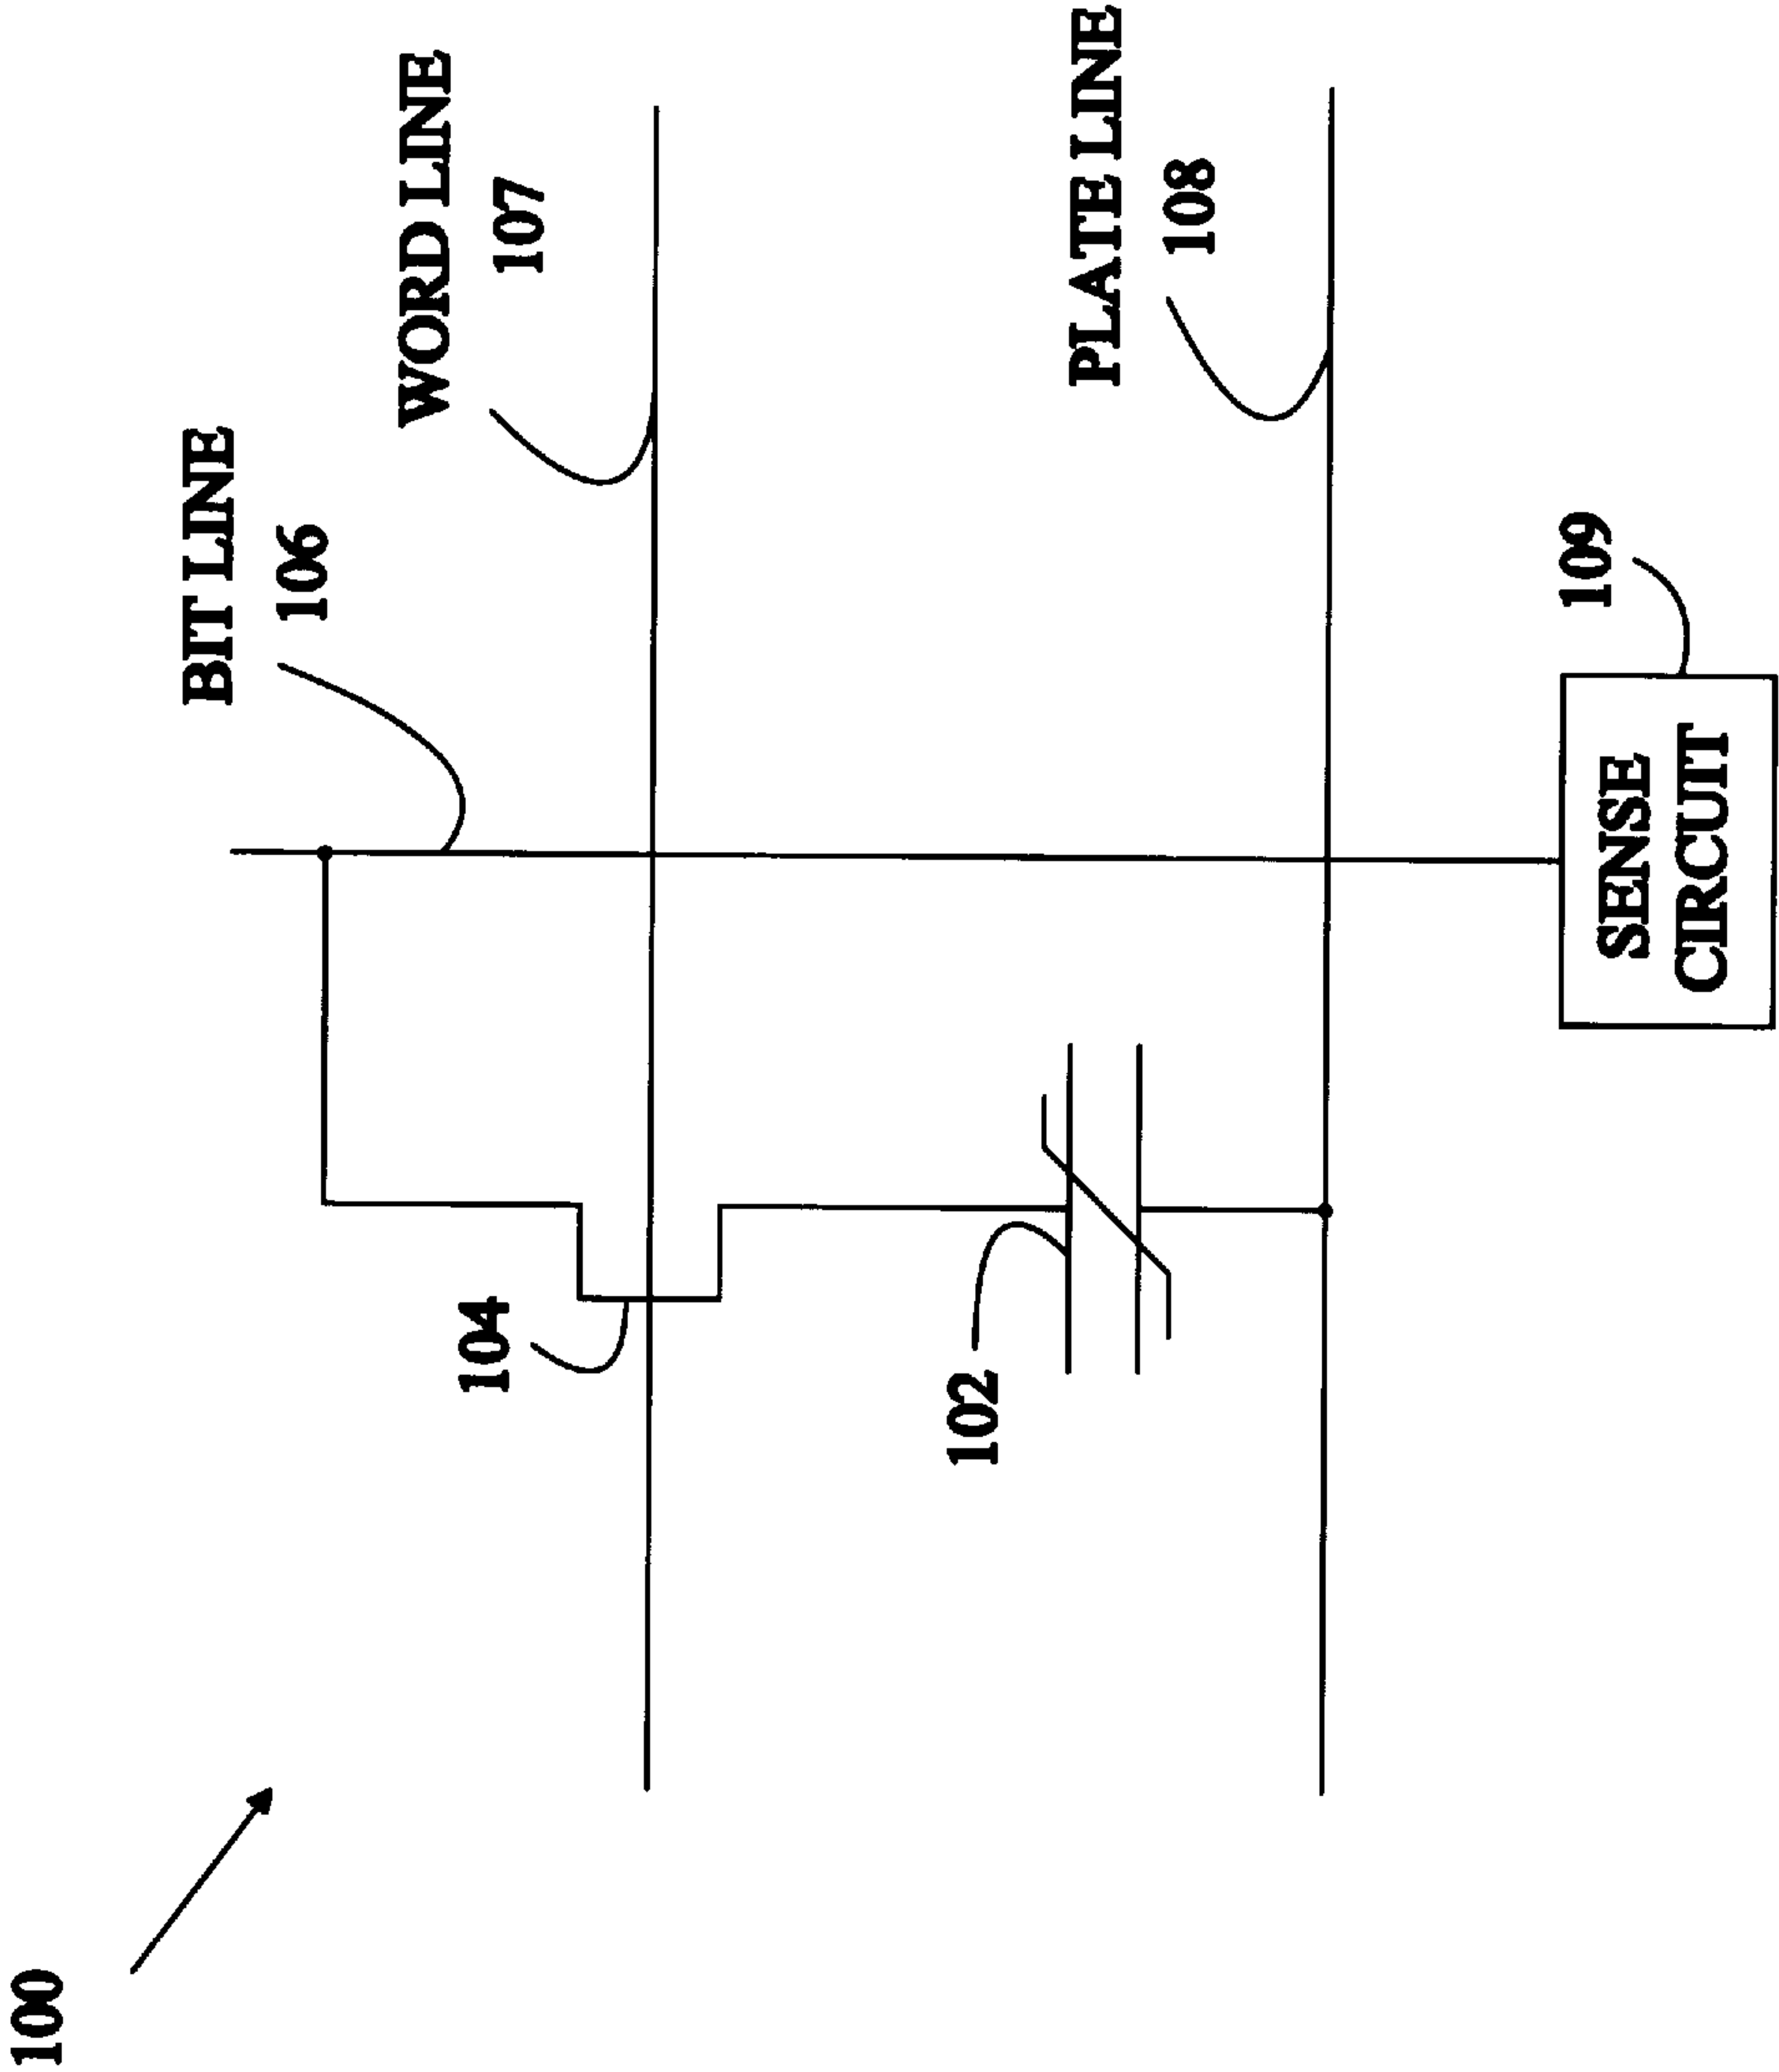 100
BIT LINE
106
WORD LINE
107
104
102
PLATE LINE
108
109
SENSE
CIRCUIT